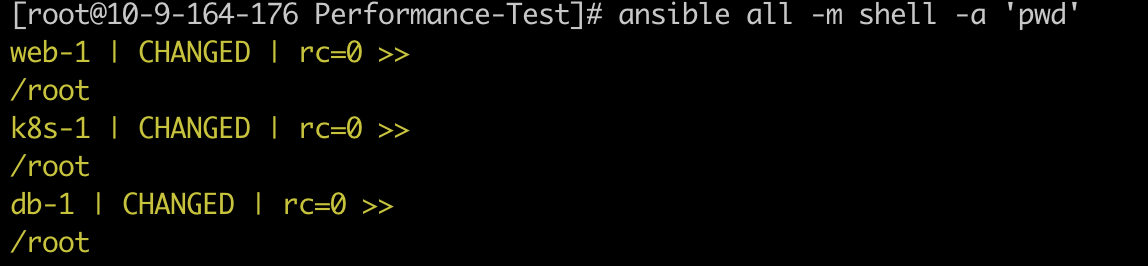 [root@10-9-164-176 Performance-Test]# ansible all -m shell -a 'pwd'
web-1 | CHANGED | rc=0 >>
/root
k8s-1 | CHANGED | rc=0 >>
/root
db-1 | CHANGED | rc=0 >>
/root